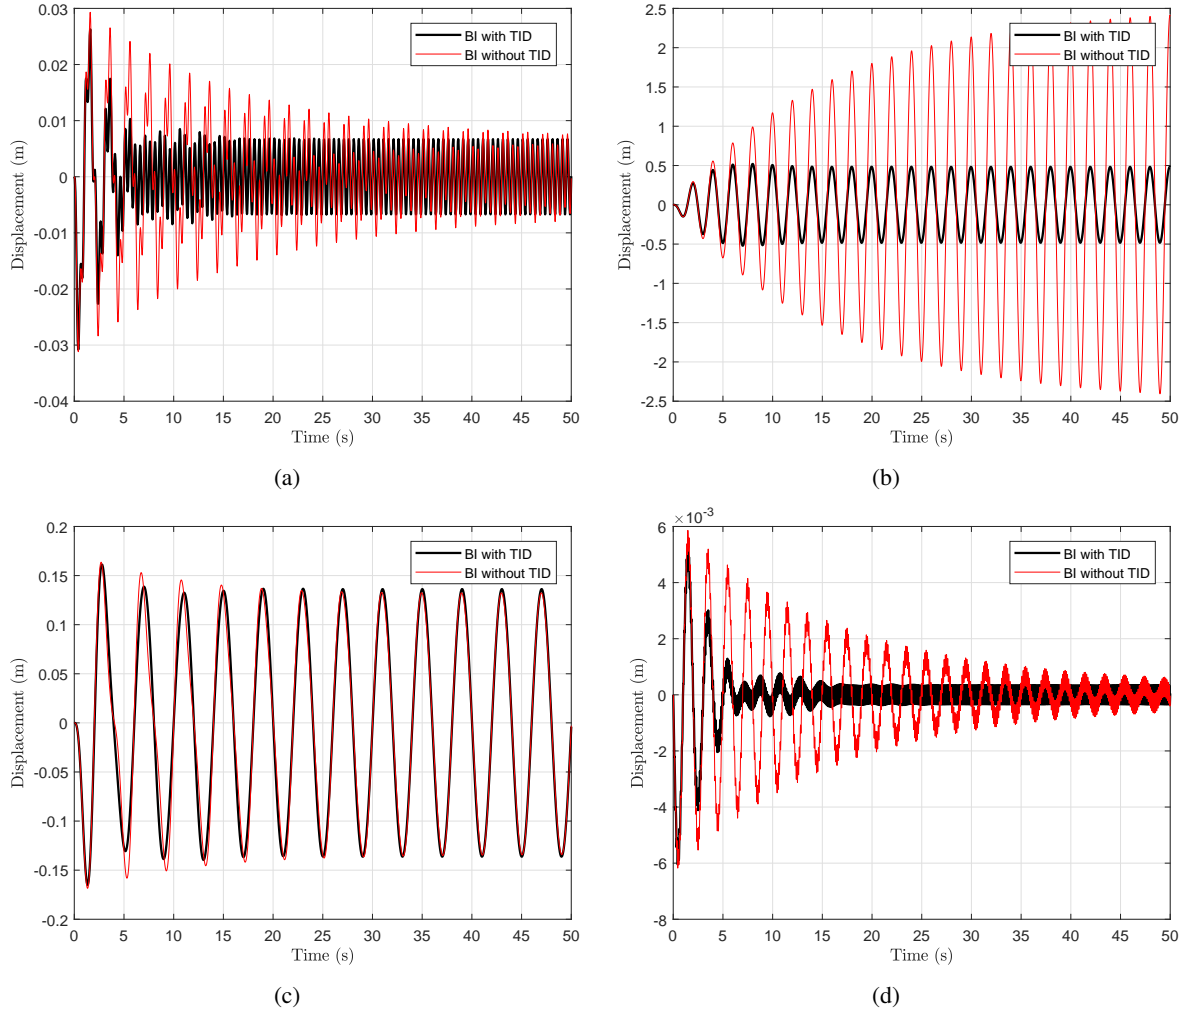 0.03
0.02
0.01
0
-0.01
-0.02
-0.03
-0.04
Displacement (m)
BI with TID
BI without TID
0 5 10 15 20 25 30 35 40 45 50
Time (s)
(a)
2.5
2
1.5
1
0.5
0
-0.5
-1
-1.5
-2
-2.5
Displacement (m)
BI with TID
BI without TID
0 5 10 15 20 25 30 35 40 45 50
Time (s)
(b)
0.2
0.15
0.1
0.05
0
-0.05
-0.1
-0.15
-0.2
Displacement (m)
BI with TID
BI without TID
0 5 10 15 20 25 30 35 40 45 50
Time (s)
(c)
×10-3
6
4
2
0
-2
-4
-6
-8
Displacement (m)
BI with TID
BI without TID
0 5 10 15 20 25 30 35 40 45 50
Time (s)
(d)